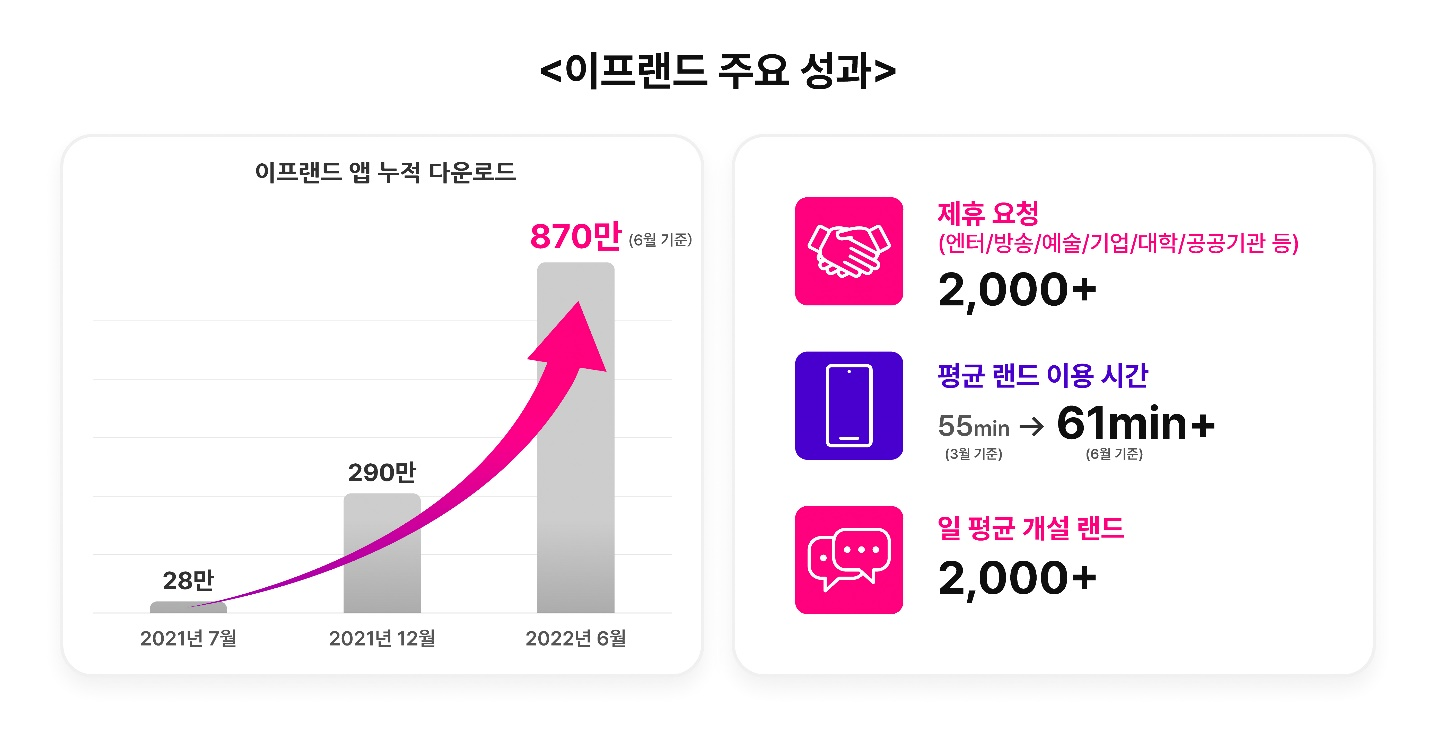 <이프랜드 주요 성과>
이프랜드 앱 누적 다운로드
870만 (6월 기준)
290만
28만
2021년 7월
2021년 12월
2022년 6월
제휴 요청
(엔터/방송/예술/기업/대학/공공기관 등)
2,000+
평균 랜드 이용 시간
55min → 61min+
(3월 기준) (6월 기준)
일 평균 개설 랜드
2,000+